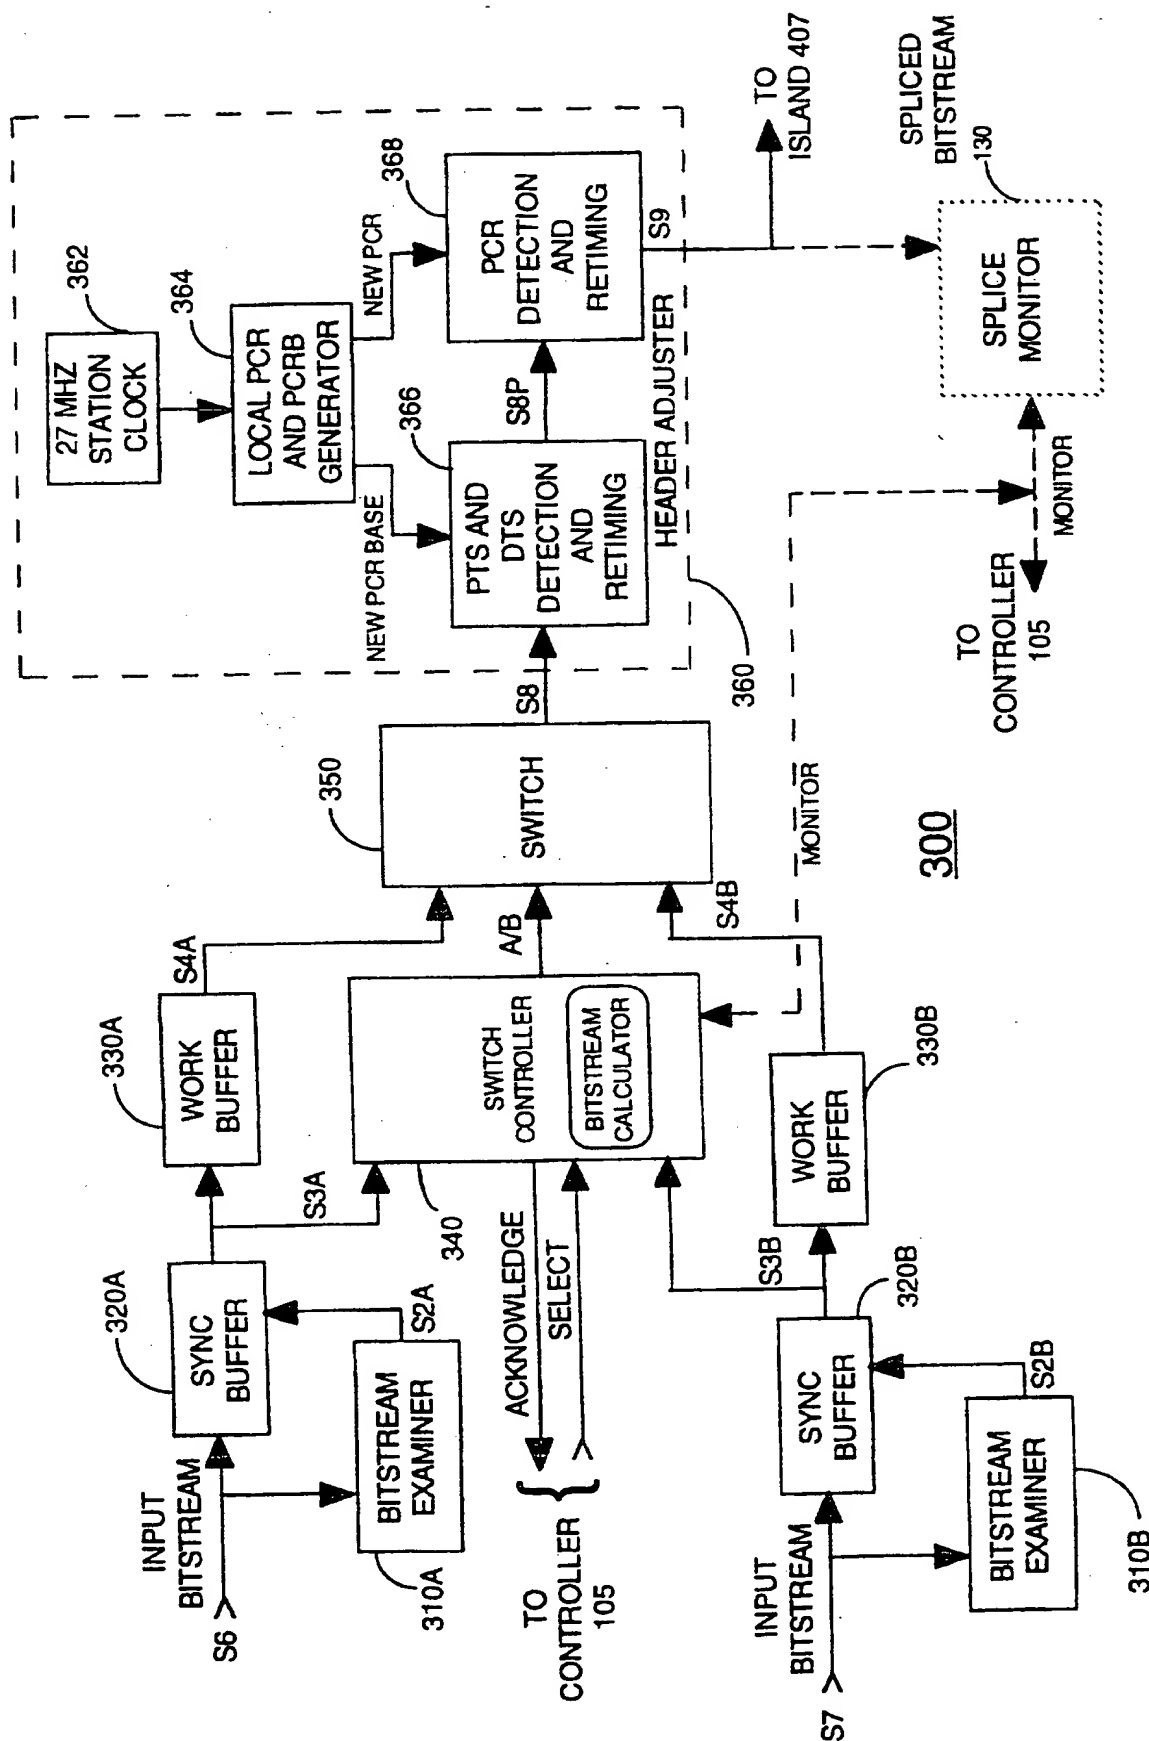 INPUT
BITSTREAM
S6
310A
BITSTREAM
EXAMINER
S2A
320A
SYNC
BUFFER
S3A
330A
WORK
BUFFER
S4A
TO
CONTROLLER
105
ACKNOWLEDGE
SELECT
340
SWITCH
CONTROLLER
BITSTREAM
CALCULATOR
A/B
350
SWITCH
S8
INPUT
BITSTREAM
S7
310B
BITSTREAM
EXAMINER
S2B
SYNC
BUFFER
320B
S3B
WORK
BUFFER
330B
S4B
MONITOR
360
27 MHZ
STATION
CLOCK
362
LOCAL PCR
AND PCRB
GENERATOR
364
NEW PCR BASE
NEW PCR
PTS AND
DTS
DETECTION
AND
RETIMING
366
S8P
PCR
DETECTION
AND
RETIMING
368
HEADER ADJUSTER
S9
TO
ISLAND 407
SPLICED
BITSTREAM
130
SPLICE
MONITOR
MONITOR
TO
CONTROLLER
105
300